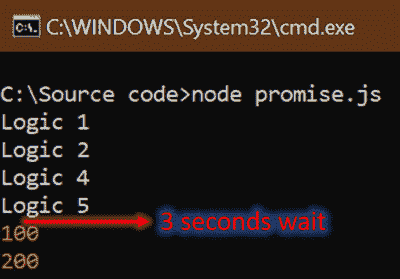 C:\WINDOWS\System32\cmd.exe
C:\Source code>node promise.js
Logic 1
Logic 2
Logic 4
Logic 5
3 seconds wait
100
200